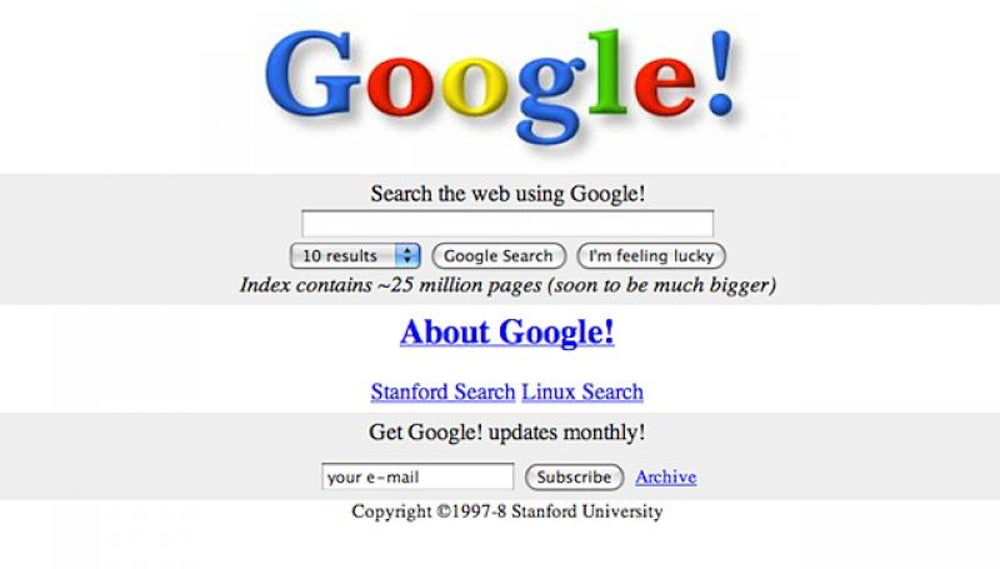 Google!
Search the web using Google!
10 results Google Search I'm feeling lucky
Index contains ~25 million pages (soon to be much bigger)
About Google!
Stanford Search Linux Search
Get Google! updates monthly!
your e-mail Subscribe Archive
Copyright ©1997-8 Stanford University